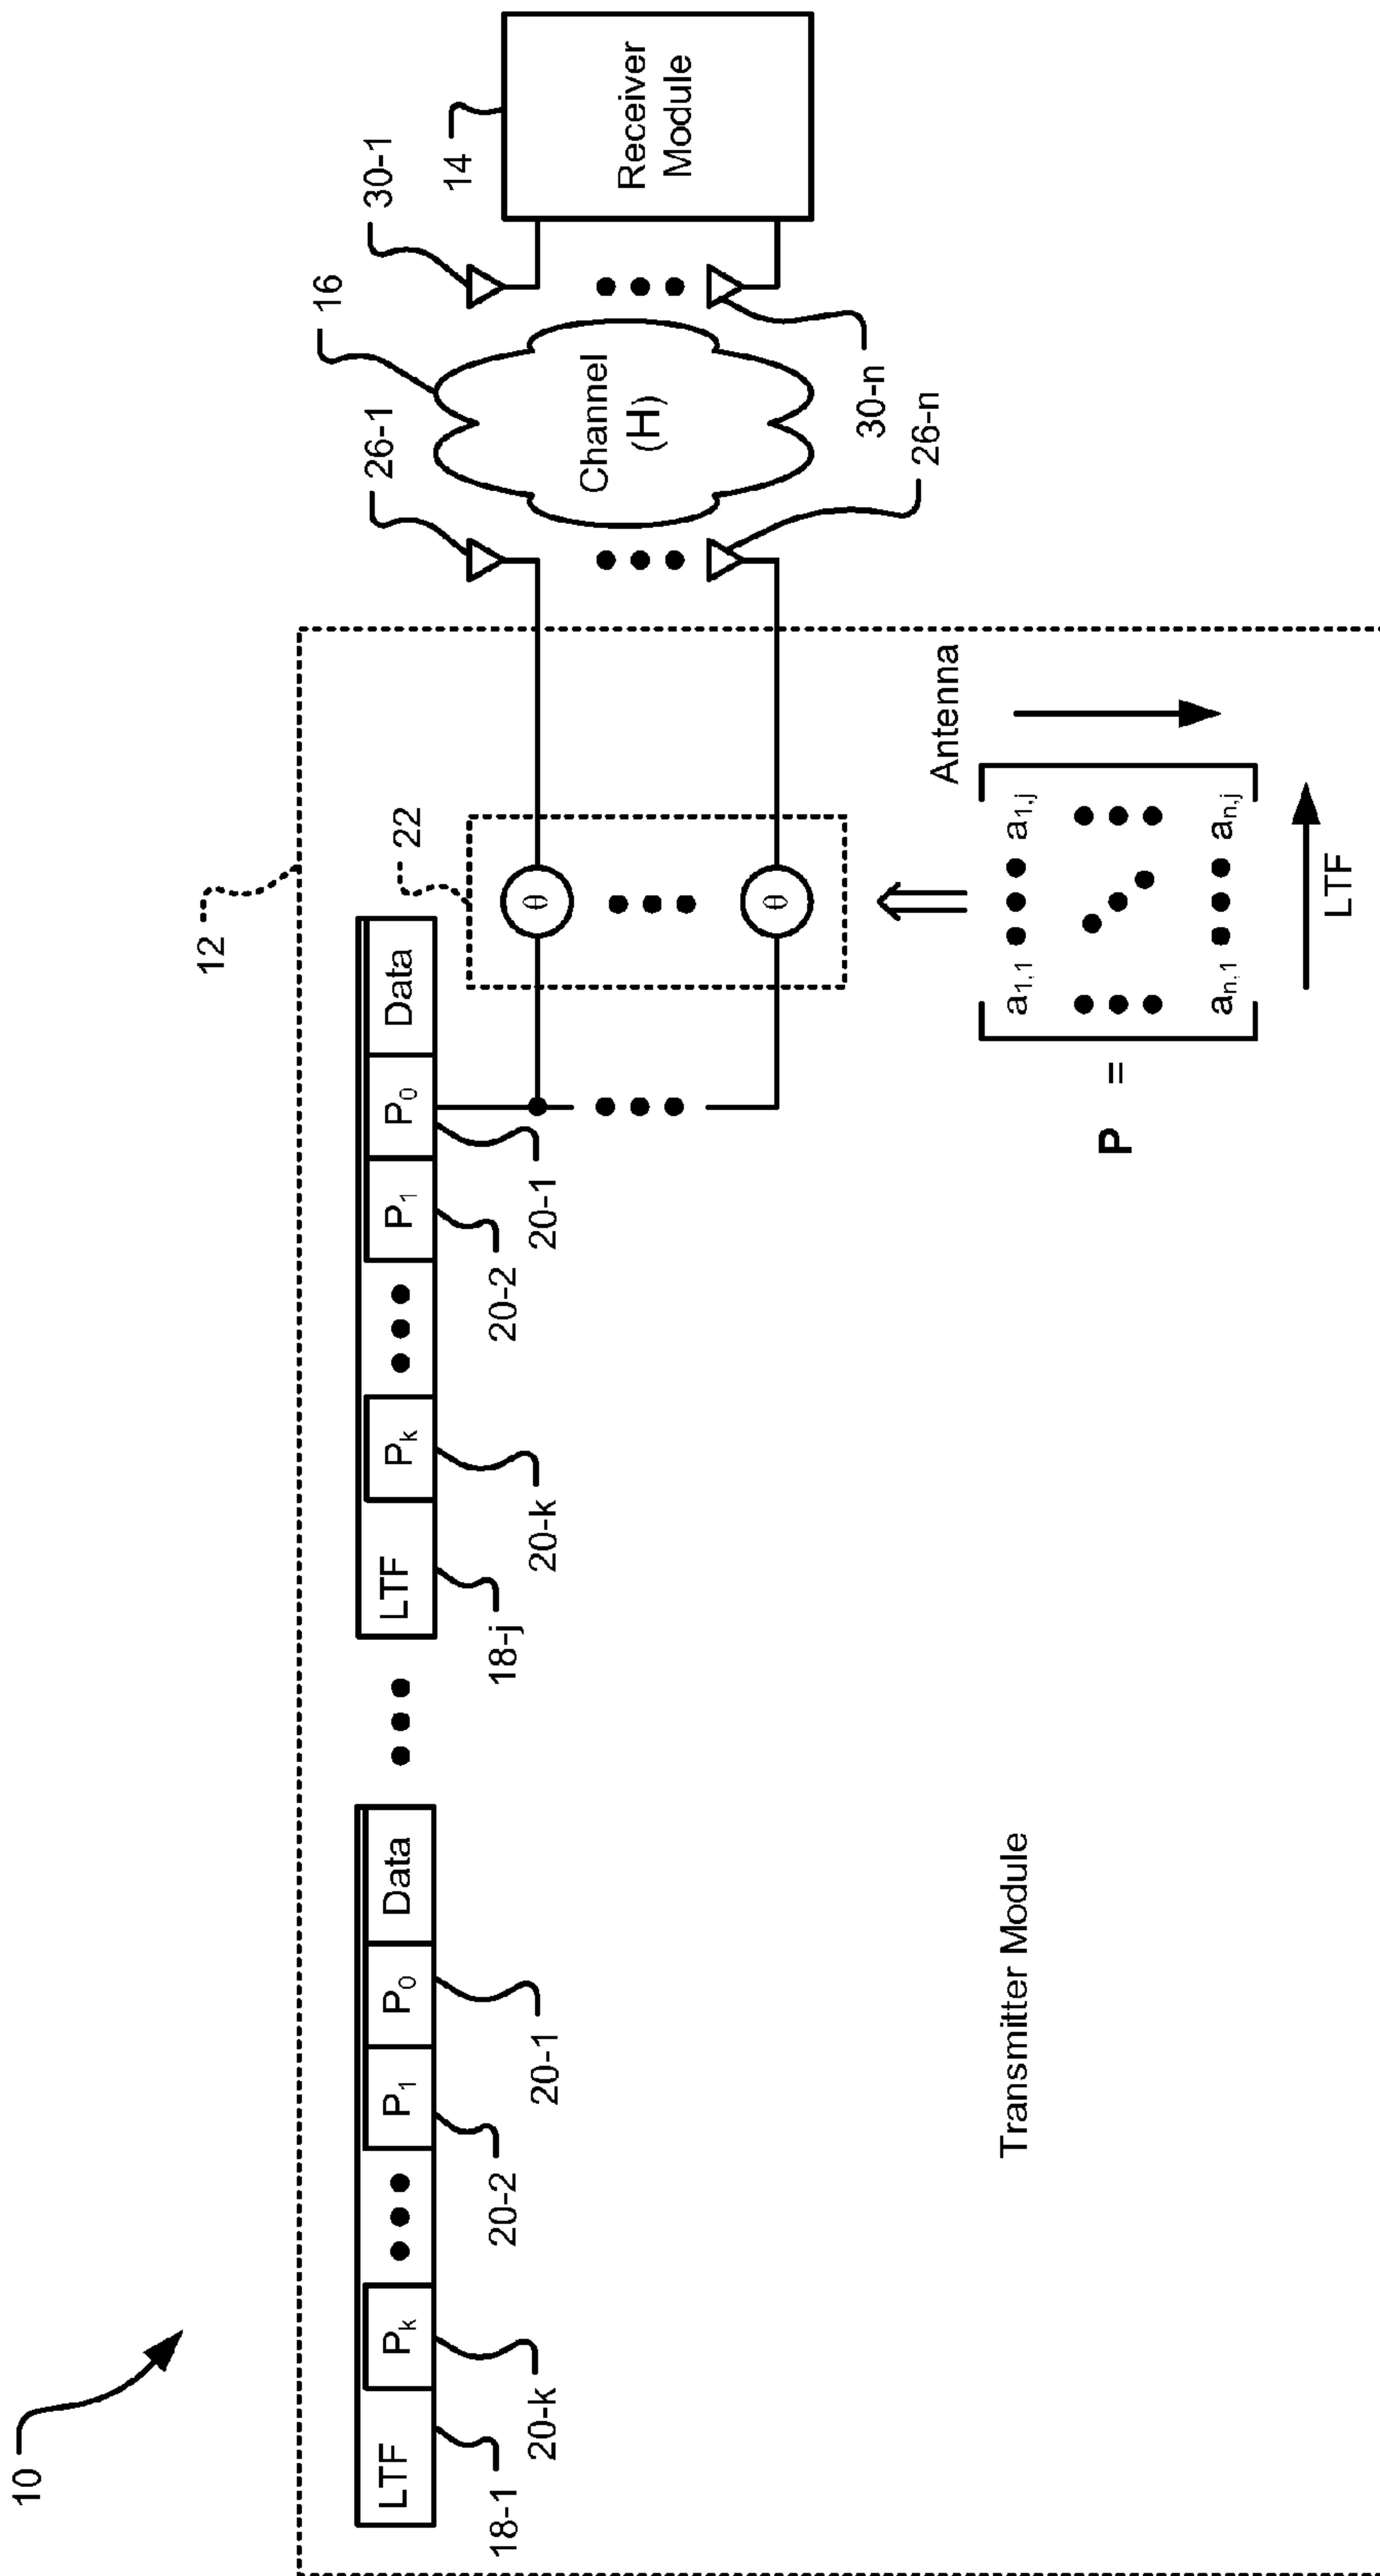 10
12
LTF
P_k
P_1
P_0
Data
LTF
P_k
P_1
P_0
Data
18-1
20-k
20-2
20-1
18-j
20-k
20-2
20-1
22
θ
θ
26-1
16
30-1
14
Channel
(H)
Receiver
Module
30-n
26-n
Transmitter Module
Antenna
P =
a_{1,1} a_{1,j}
a_{n,1} a_{n,j}
LTF